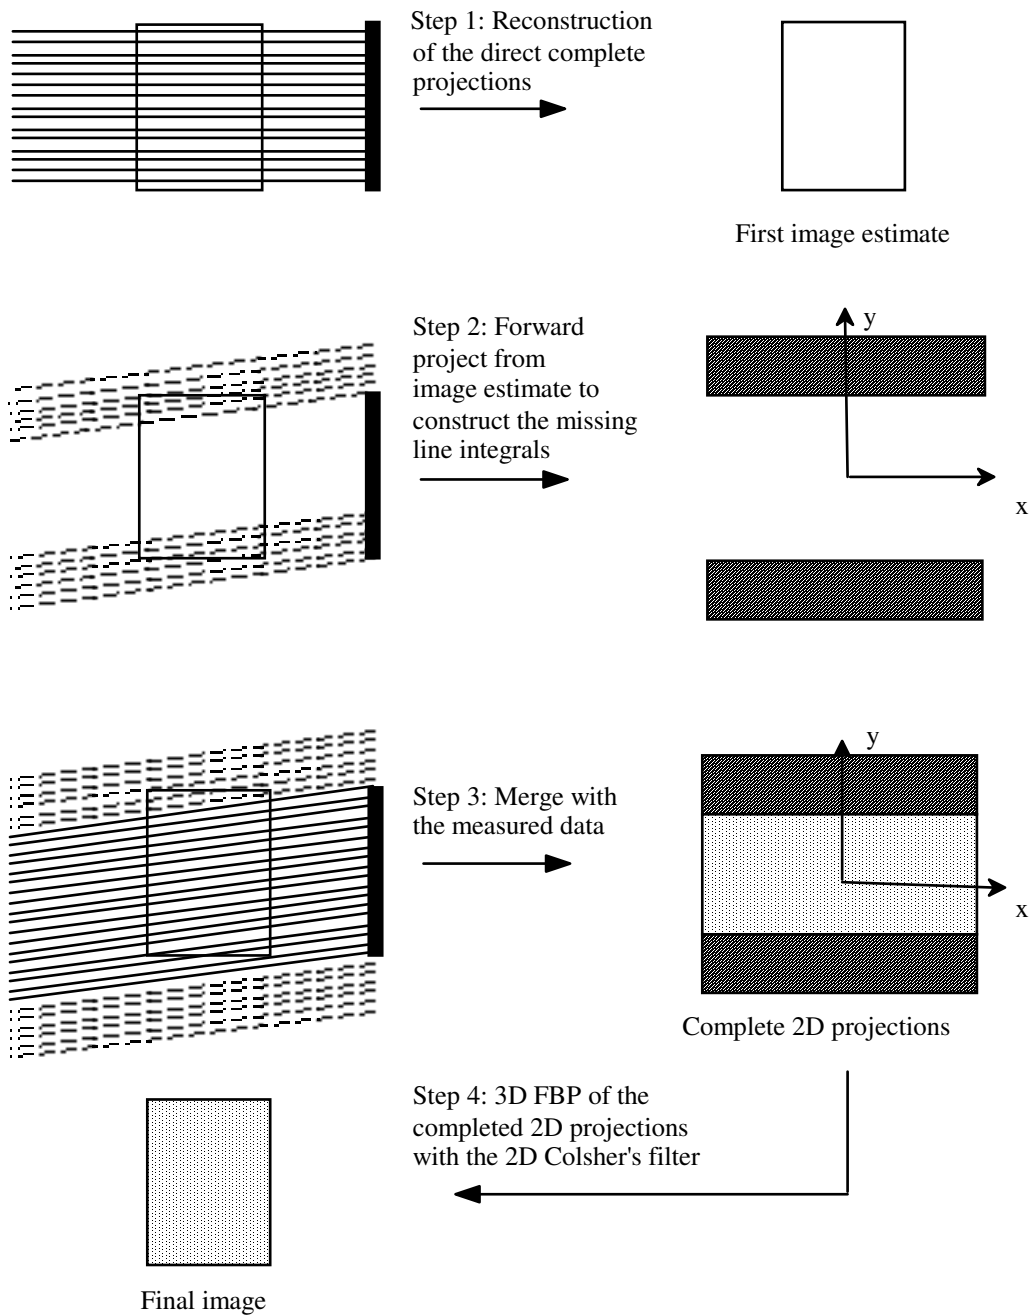 Step 1: Reconstruction
of the direct complete
projections
First image estimate
Step 2: Forward
project from
image estimate to
construct the missing
line integrals
y
x
Step 3: Merge with
the measured data
y
x
Complete 2D projections
Step 4: 3D FBP of the
completed 2D projections
with the 2D Colsher's filter
Final image